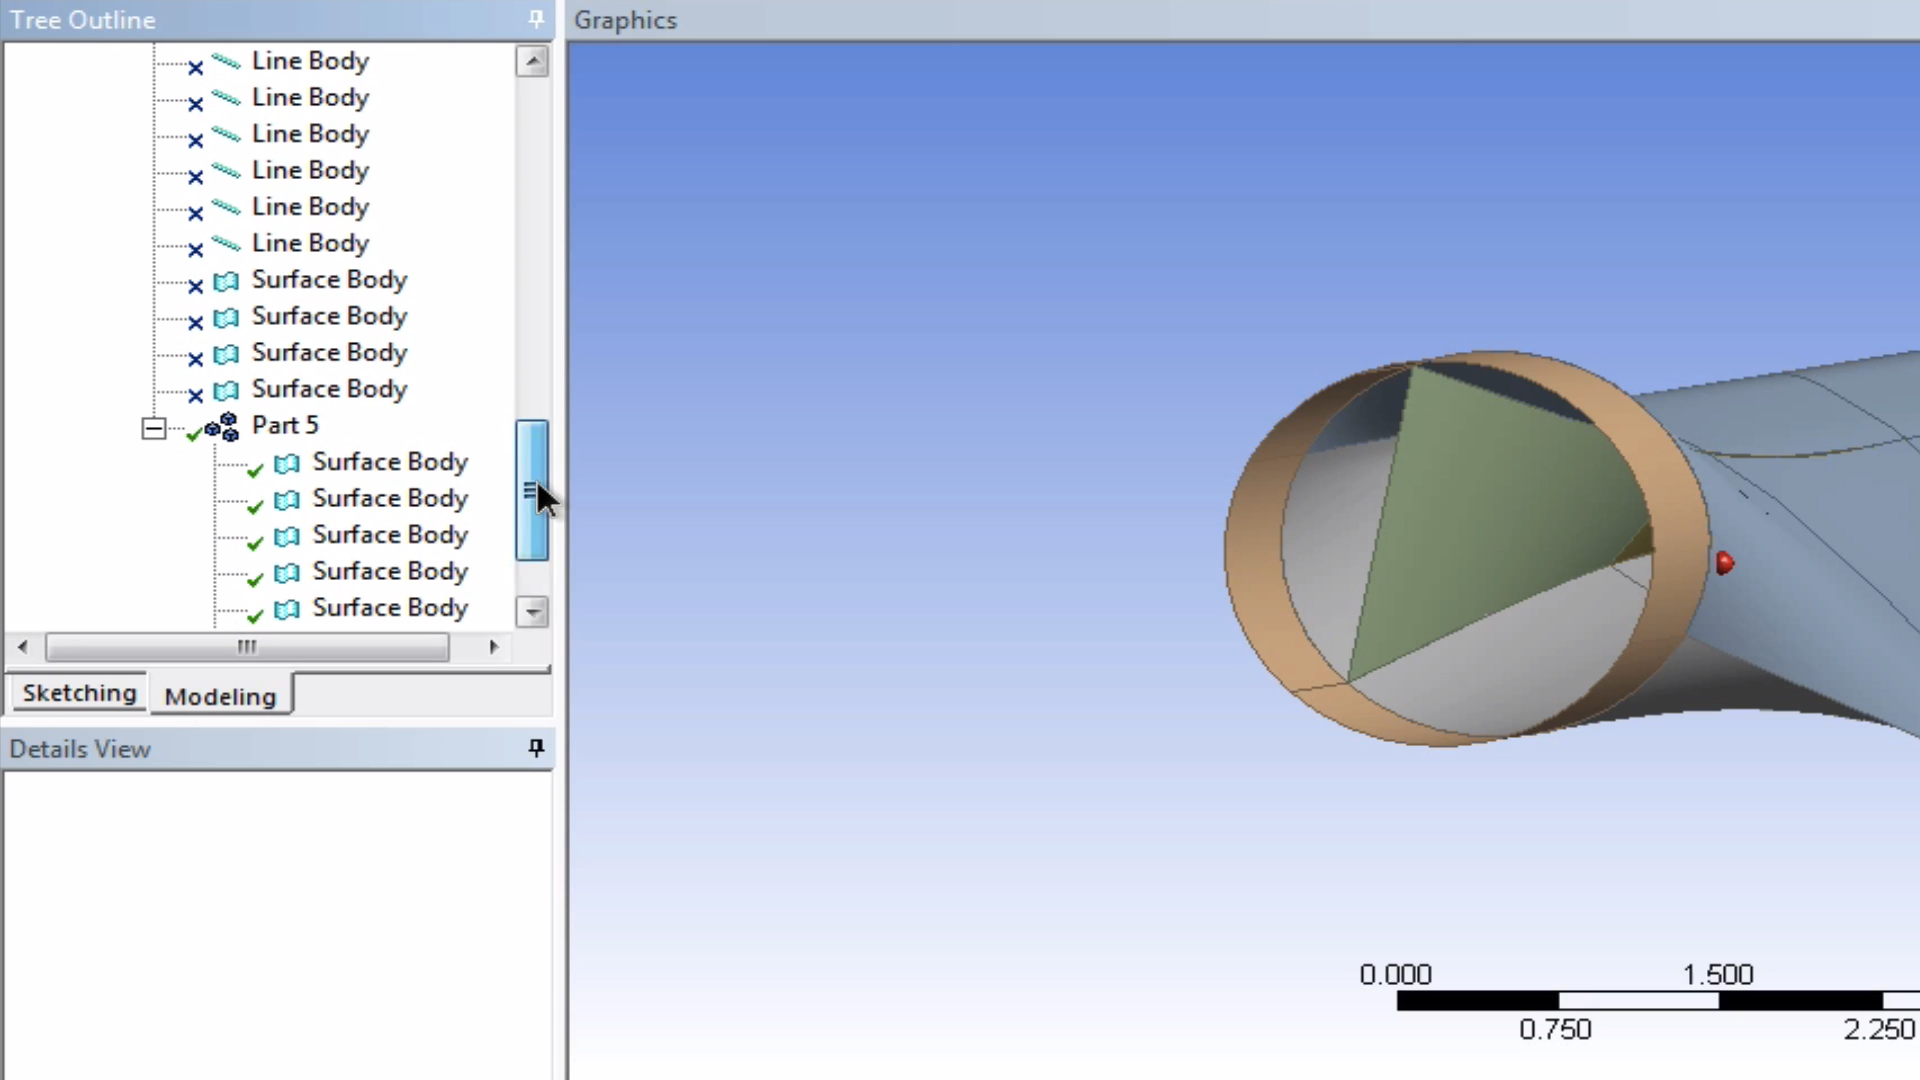 Tree Outline
Graphics
Line Body
Line Body
Line Body
Line Body
Line Body
Line Body
Surface Body
Surface Body
Surface Body
Surface Body
Part 5
Surface Body
Surface Body
Surface Body
Surface Body
Surface Body
Sketching
Modeling
Details View
0.000
1.500
0.750
2.250